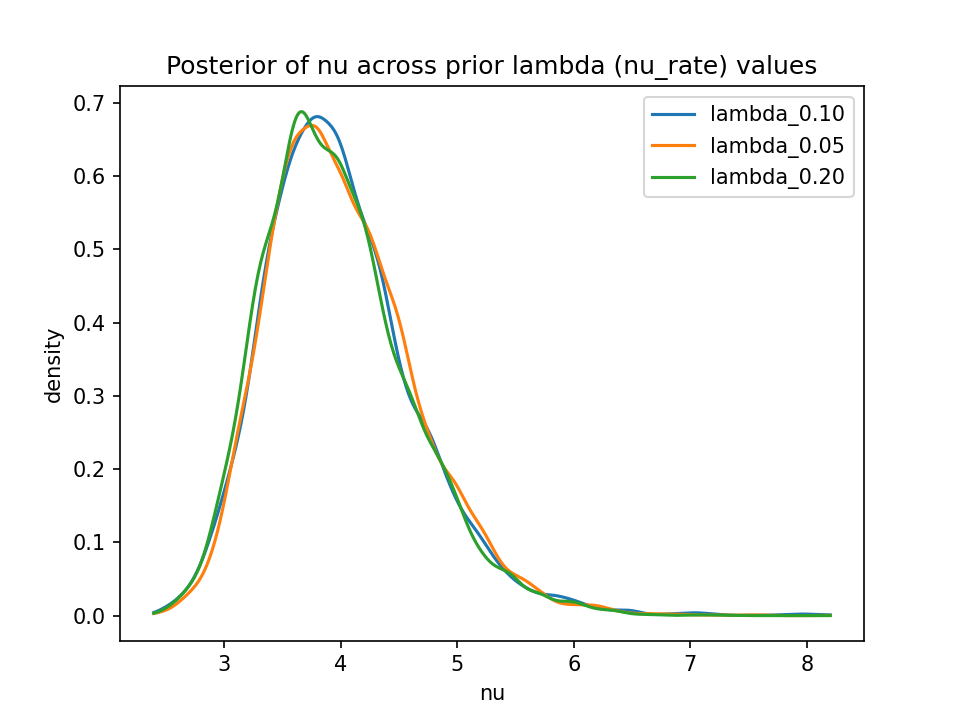 Posterior of nu across prior lambda (nu_rate) values
lambda_0.10
lambda_0.05
lambda_0.20
0.7
0.6
0.5
0.4
0.3
0.2
0.1
0.0
density
3 4 5 6 7 8
nu